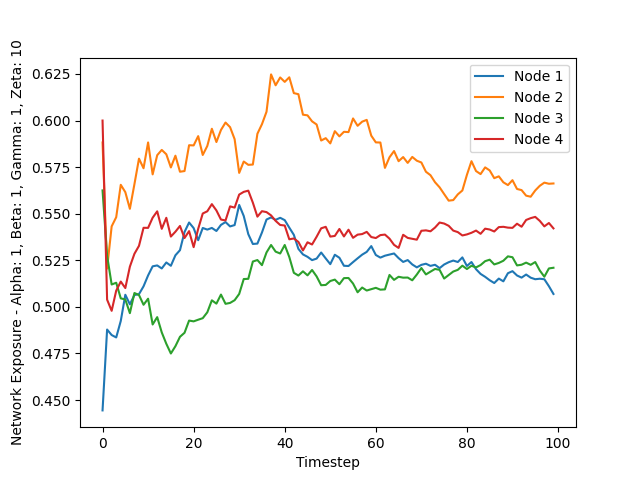 Network Exposure - Alpha: 1, Beta: 1, Gamma: 1, Zeta: 10
0.625
0.600
0.575
0.550
0.525
0.500
0.475
0.450
Node 1
Node 2
Node 3
Node 4
0 20 40 60 80 100
Timestep